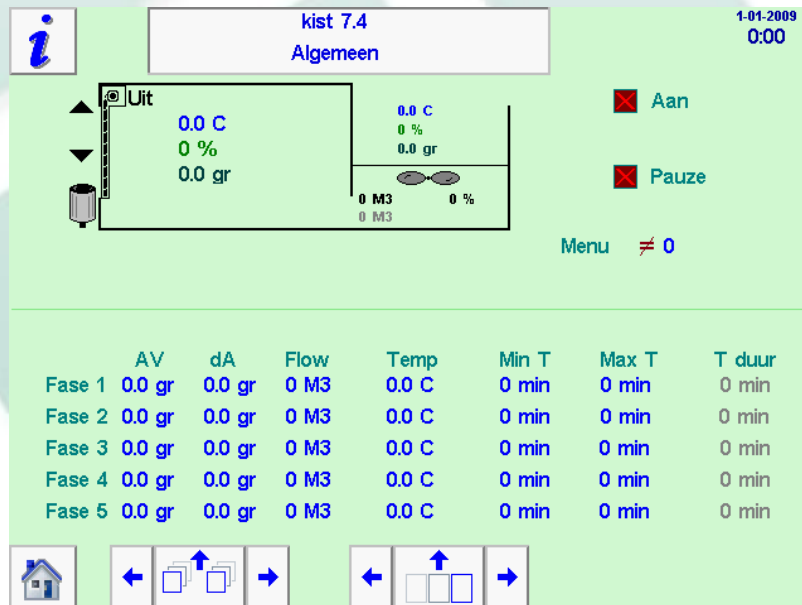 i
kist 7.4
Algemeen
1-01-2009
0:00
Uit
0.0 C
0 %
0.0 gr
0.0 C
0 %
0.0 gr
0 M3 0 %
0 M3
Aan
Pauze
Menu ≠ 0
AV dA Flow Temp Min T Max T T duur
Fase 1 0.0 gr 0.0 gr 0 M3 0.0 C 0 min 0 min 0 min
Fase 2 0.0 gr 0.0 gr 0 M3 0.0 C 0 min 0 min 0 min
Fase 3 0.0 gr 0.0 gr 0 M3 0.0 C 0 min 0 min 0 min
Fase 4 0.0 gr 0.0 gr 0 M3 0.0 C 0 min 0 min 0 min
Fase 5 0.0 gr 0.0 gr 0 M3 0.0 C 0 min 0 min 0 min